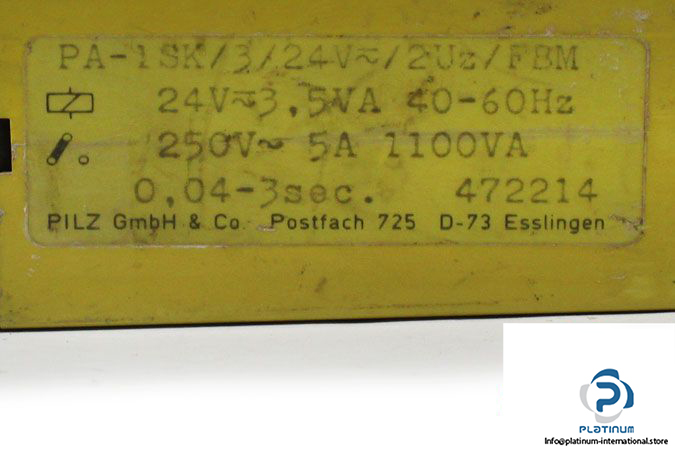 PA-1SK/3/24V≂/2Uz/FBM
24V≂3,5VA 40-60Hz
250V~ 5A 1100VA
0,04-3sec. 472214
PILZ GmbH & Co. Postfach 725 D-73 Esslingen
PLATINUM
Info@platinum-international.store